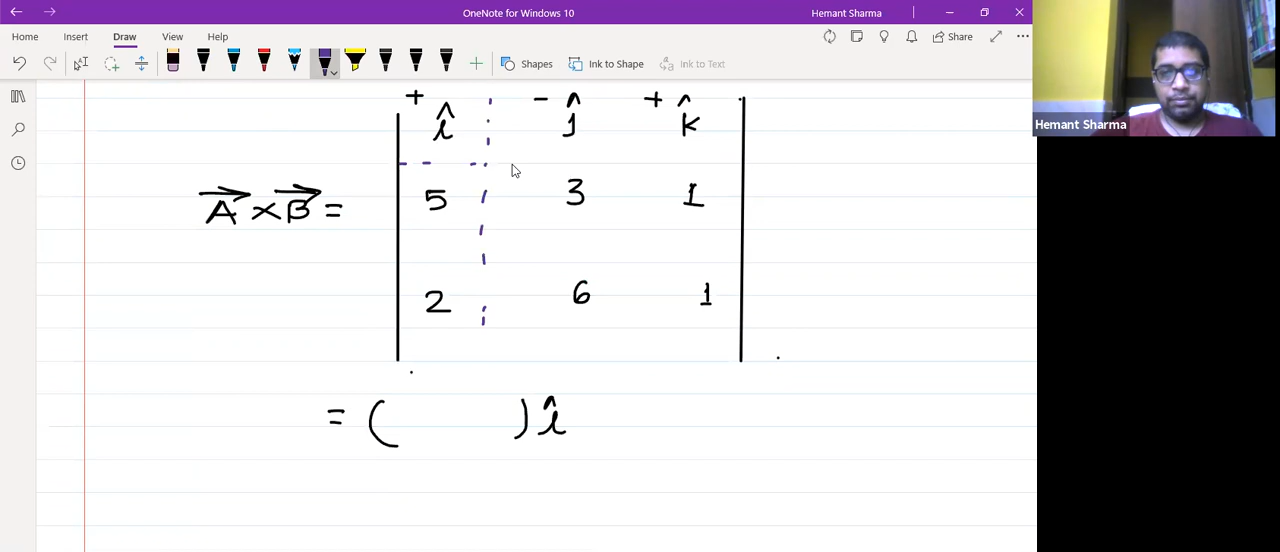 OneNote for Windows 10
Hemant Sharma
Home Insert Draw View Help
Shapes Ink to Shape Ink to Text Share
Hemant Sharma
+ î - ĵ + k̂
A⃗ × B⃗ =
5 3 1
2 6 1
= ( ) î